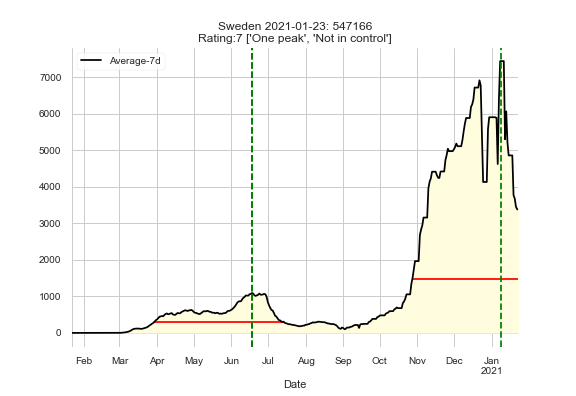 Sweden 2021-01-23: 547166
Rating:7 ['One peak', 'Not in control']
Average-7d
7000
6000
5000
4000
3000
2000
1000
0
Feb Mar Apr May Jun Jul Aug Sep Oct Nov Dec Jan
2021
Date